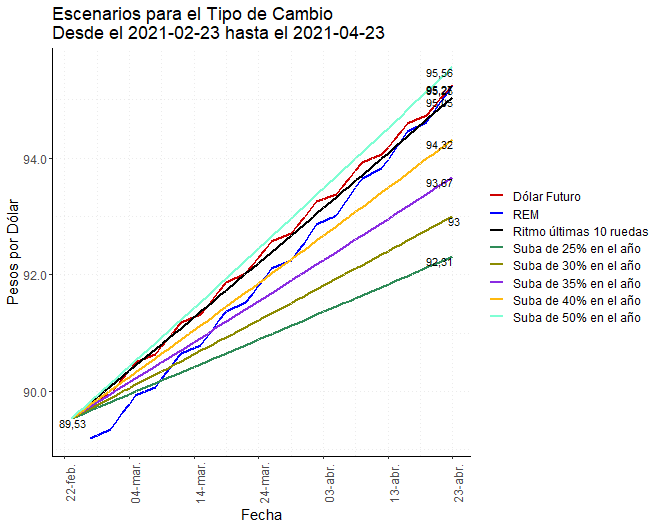 Escenarios para el Tipo de Cambio
Desde el 2021-02-23 hasta el 2021-04-23
Pesos por Dólar
94.0
92.0
90.0
95,56
94,32
93,67
93
92,31
89,53
22-feb.
04-mar.
14-mar.
24-mar.
03-abr.
13-abr.
23-abr.
Fecha
Dólar Futuro
REM
Ritmo últimas 10 ruedas
Suba de 25% en el año
Suba de 30% en el año
Suba de 35% en el año
Suba de 40% en el año
Suba de 50% en el año